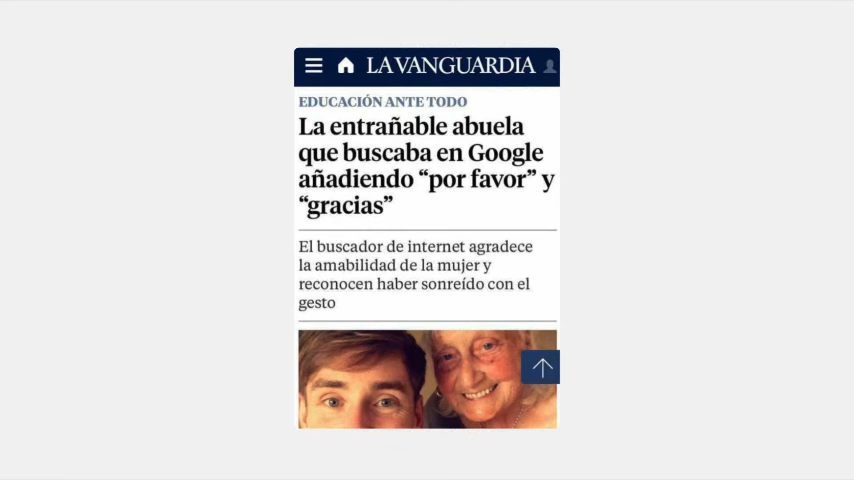 LA VANGUARDIA
EDUCACIÓN ANTE TODO
La entrañable abuela
que buscaba en Google
añadiendo “por favor” y
“gracias”
El buscador de internet agradece
la amabilidad de la mujer y
reconocen haber sonreído con el
gesto